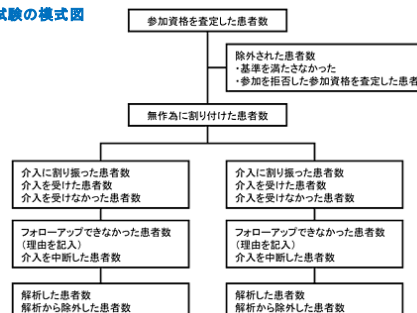 試験の模式図
参加資格を査定した患者数
除外された患者数
・基準を満たさなかった
・参加を拒否した参加資格を査定した患者
無作為に割り付けた患者数
介入に割り振った患者数
介入を受けた患者数
介入を受けなかった患者数
介入に割り振った患者数
介入を受けた患者数
介入を受けなかった患者数
フォローアップできなかった患者数
（理由を記入）
介入を中断した患者数
フォローアップできなかった患者数
（理由を記入）
介入を中断した患者数
解析した患者数
解析から除外した患者数
解析した患者数
解析から除外した患者数